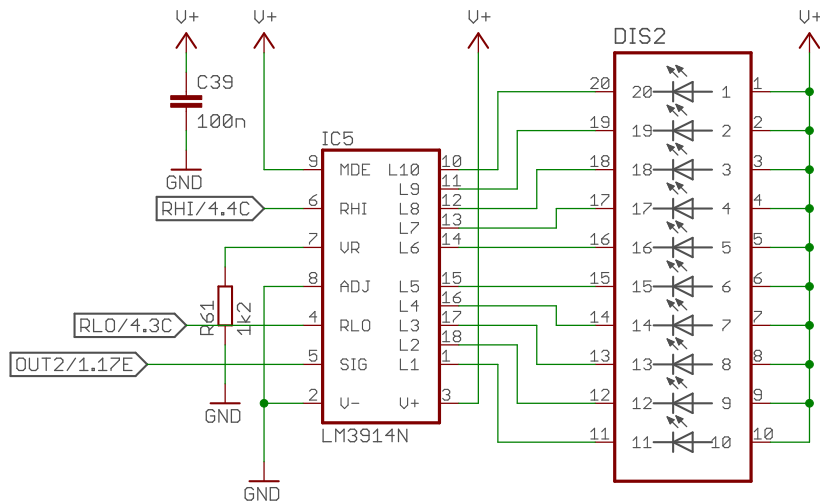 V+ V+ V+ V+
DIS2
C39
100n
GND
IC5
9 MDE L10 10
L9 11
6 RHI L8 12
L7 13
7 VR L6 14
8 ADJ L5 15
L4 16
4 RLO L3 17
L2 18
5 SIG L1 1
2 V- V+ 3
LM3914N
RHI/4.4C
R61
1k2
RLO/4.3C
OUT2/1.17E
GND
GND
20 20 1 1
19 19 2 2
18 18 3 3
17 17 4 4
16 16 5 5
15 15 6 6
14 14 7 7
13 13 8 8
12 12 9 9
11 11 10 10